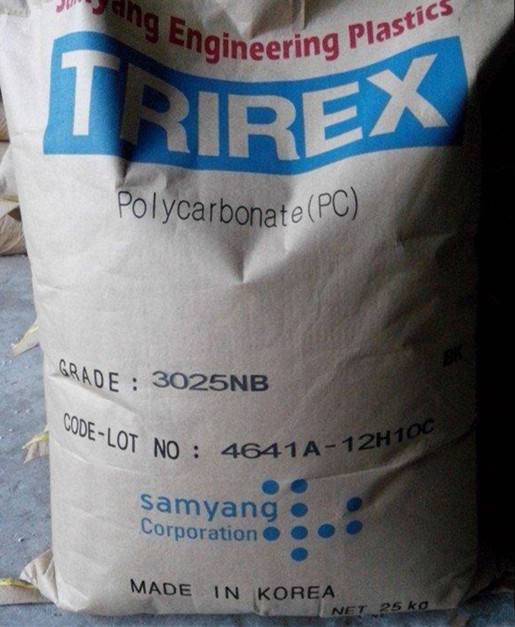 Samyang Engineering Plastics
TRIREX
Polycarbonate(PC)
BK
GRADE : 3025NB
CODE-LOT NO : 4641A-12H10C
samyang
Corporation
MADE IN KOREA
NET 25 kg